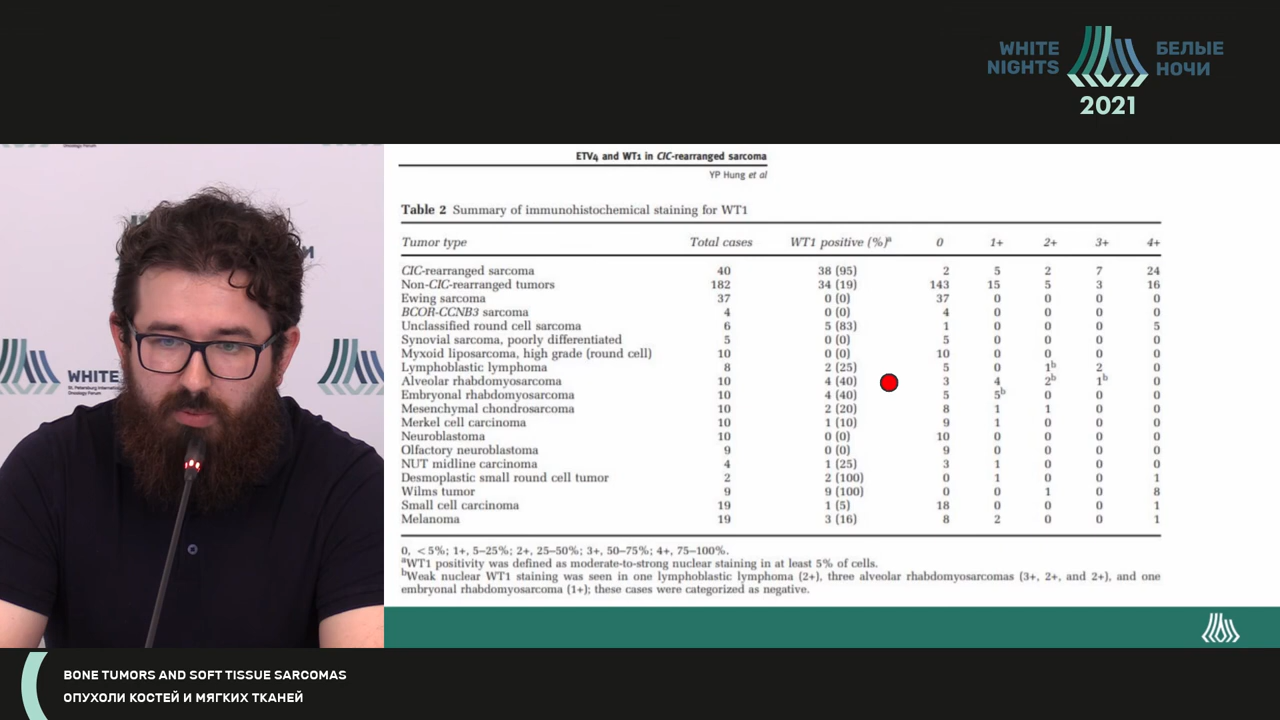 WHITE NIGHTS
БЕЛЫЕ НОЧИ
2021
Oncology Forum
WHITE
St. Petersburg International
Oncology Forum
ETV4 and WT1 in CIC-rearranged sarcoma
YP Hung et al
Table 2 Summary of immunohistochemical staining for WT1
Tumor type Total cases WT1 positive (%)a 0 1+ 2+ 3+ 4+
CIC-rearranged sarcoma 40 38 (95) 2 5 2 7 24
Non-CIC-rearranged tumors 182 34 (19) 143 15 5 3 16
Ewing sarcoma 37 0 (0) 37 0 0 0 0
BCOR-CCNB3 sarcoma 4 0 (0) 4 0 0 0 0
Unclassified round cell sarcoma 6 5 (83) 1 0 0 0 5
Synovial sarcoma, poorly differentiated 5 0 (0) 5 0 0 0 0
Myxoid liposarcoma, high grade (round cell) 10 0 (0) 10 0 0 0 0
Lymphoblastic lymphoma 8 2 (25) 5 0 1b 2 0
Alveolar rhabdomyosarcoma 10 4 (40) 3 4 2b 1b 0
Embryonal rhabdomyosarcoma 10 4 (40) 5 5b 0 0 0
Mesenchymal chondrosarcoma 10 2 (20) 8 1 1 0 0
Merkel cell carcinoma 10 1 (10) 9 1 0 0 0
Neuroblastoma 10 0 (0) 10 0 0 0 0
Olfactory neuroblastoma 9 0 (0) 9 0 0 0 0
NUT midline carcinoma 4 1 (25) 3 1 0 0 0
Desmoplastic small round cell tumor 2 2 (100) 0 1 0 0 1
Wilms tumor 9 9 (100) 0 0 1 0 8
Small cell carcinoma 19 1 (5) 18 0 0 0 1
Melanoma 19 3 (16) 8 2 0 0 1
0, <5%; 1+, 5–25%; 2+, 25–50%; 3+, 50–75%; 4+, 75–100%.
aWT1 positivity was defined as moderate-to-strong nuclear staining in at least 5% of cells.
bWeak nuclear WT1 staining was seen in one lymphoblastic lymphoma (2+), three alveolar rhabdomyosarcomas (3+, 2+, and 2+), and one
embryonal rhabdomyosarcoma (1+); these cases were categorized as negative.
BONE TUMORS AND SOFT TISSUE SARCOMAS
ОПУХОЛИ КОСТЕЙ И МЯГКИХ ТКАНЕЙ